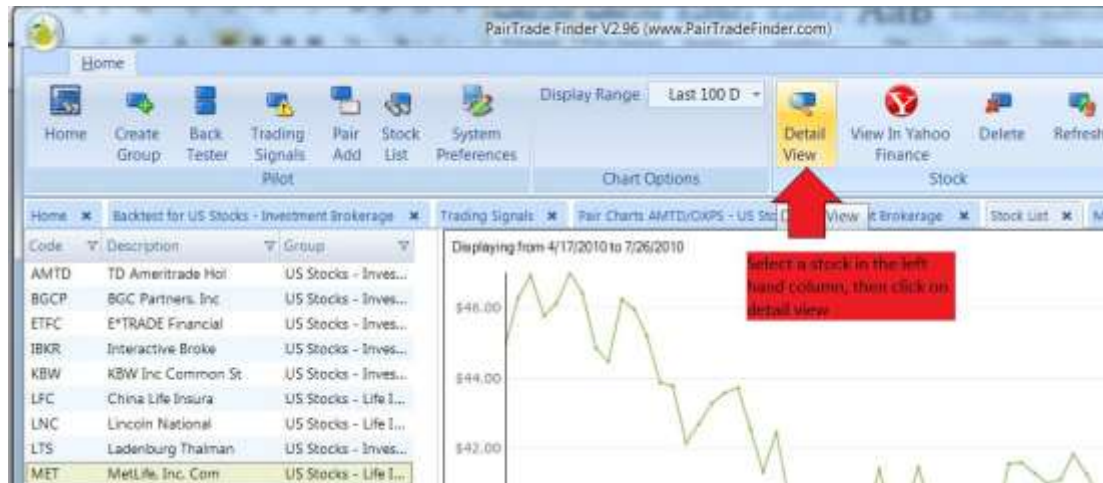 PairTrade Finder V2.96 (www.PairTradeFinder.com)
Home
Display Range Last 100 D
Home Create Group Back Tester Trading Signals Pair Add Stock List System Preferences Detail View View In Yahoo Finance Delete Refresh
Pilot Chart Options Stock
Home Backtest for US Stocks - Investment Brokerage Trading Signals Pair Charts AMTD/OXPS - US View Brokerage Stock List
Code Description Group
Displaying from 4/17/2010 to 7/26/2010
AMTD TD Ameritrade Hol US Stocks - Inves...
BGCP BGC Partners, Inc US Stocks - Inves...
ETFC E*TRADE Financial US Stocks - Inves...
IBKR Interactive Broke US Stocks - Inves...
KBW KBW Inc Common St US Stocks - Inves...
LFC China Life Insura US Stocks - Life I...
LNC Lincoln National US Stocks - Life I...
LTS Ladenburg Thalman US Stocks - Inves...
MET MetLife, Inc. Com US Stocks - Life I...
Select a stock in the left
hand column, then click on
detail view
$46.00
$44.00
$42.00